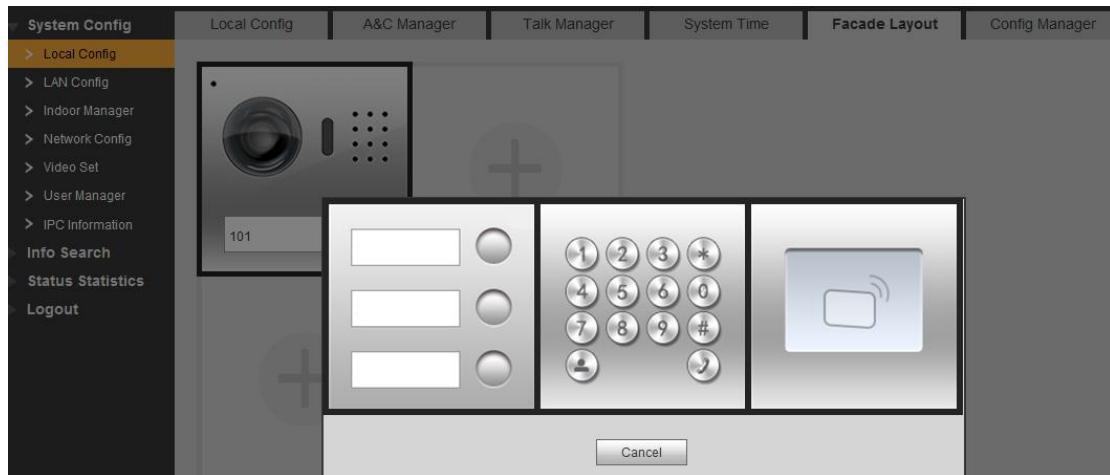 System Config
Local Config A&C Manager Talk Manager System Time Facade Layout Config Manager
> Local Config
> LAN Config
> Indoor Manager
> Network Config
> Video Set
> User Manager
> IPC Information
Info Search
Status Statistics
Logout
101
1 2 3 *
4 5 6 0
7 8 9 #
Cancel